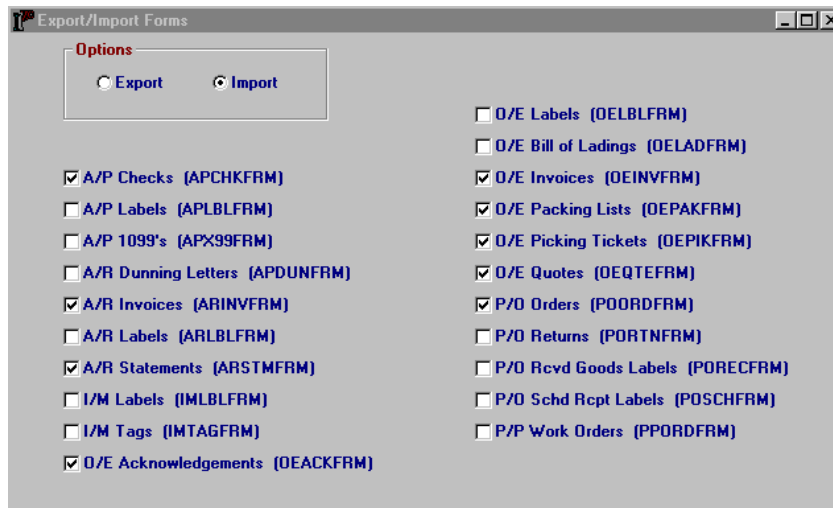 Export/Import Forms
Options
Export
Import
A/P Checks (APCHKFRM)
A/P Labels (APLBLFRM)
A/P 1099's (APX99FRM)
A/R Dunning Letters (APDUNFRM)
A/R Invoices (ARINVFRM)
A/R Labels (ARLBLFRM)
A/R Statements (ARSTMFRM)
I/M Labels (IMLBLFRM)
I/M Tags (IMTAGFRM)
O/E Acknowledgements (OEACKFRM)
O/E Labels (OELBLFRM)
O/E Bill of Ladings (OELADFRM)
O/E Invoices (OEINVFRM)
O/E Packing Lists (OEPAKFRM)
O/E Picking Tickets (OEPIKFRM)
O/E Quotes (OEQTEFRM)
P/O Orders (POORDFRM)
P/O Returns (PORTNFRM)
P/O Rcvd Goods Labels (PORECFRM)
P/O Schd Rcpt Labels (POSCHFRM)
P/P Work Orders (PPORDFRM)